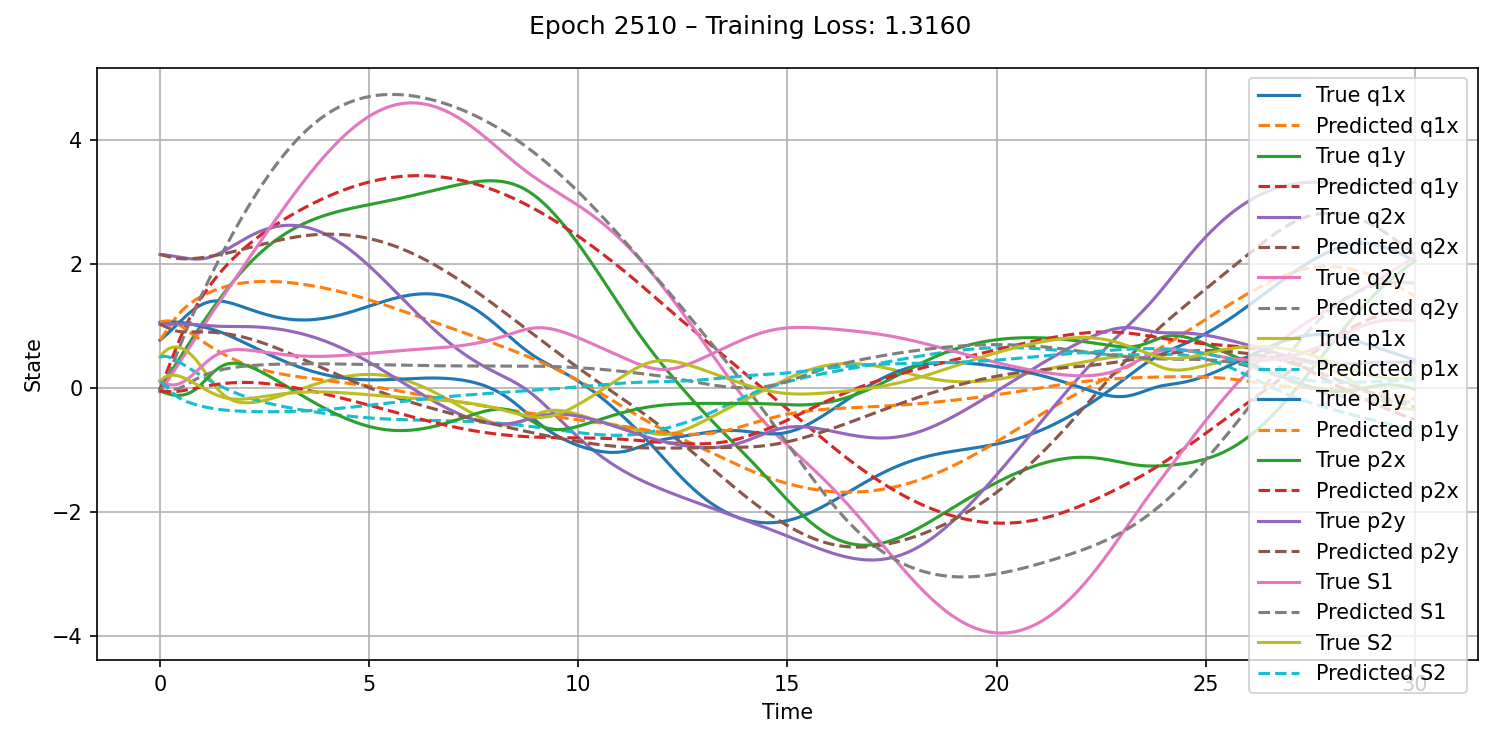 Epoch 2510 – Training Loss: 1.3160
State
4
2
0
−2
−4
0
5
10
15
20
25
30
Time
True q1x
Predicted q1x
True q1y
Predicted q1y
True q2x
Predicted q2x
True q2y
Predicted q2y
True p1x
Predicted p1x
True p1y
Predicted p1y
True p2x
Predicted p2x
True p2y
Predicted p2y
True S1
Predicted S1
True S2
Predicted S2